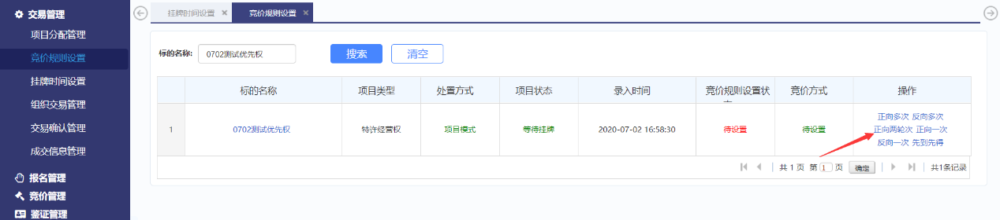 交易管理
项目分配管理
竞价规则设置
挂牌时间设置
组织交易管理
交易确认管理
成交信息管理
报名管理
竞价管理
鉴证管理
挂牌时间设置
竞价规则设置
标的名称: 0702测试优先权 搜索 清空
标的名称 项目类型 处置方式 项目状态 录入时间 竞价规则设置状 竞价方式 操作
1 0702测试优先权 特许经营权 项目模式 等待挂牌 2020-07-02 16:58:30 待设置 待设置
正向多次 反向多次
正向两轮次 正向一次
反向一次 先到先得
共 1 页 第 1 页 确定 共1条记录